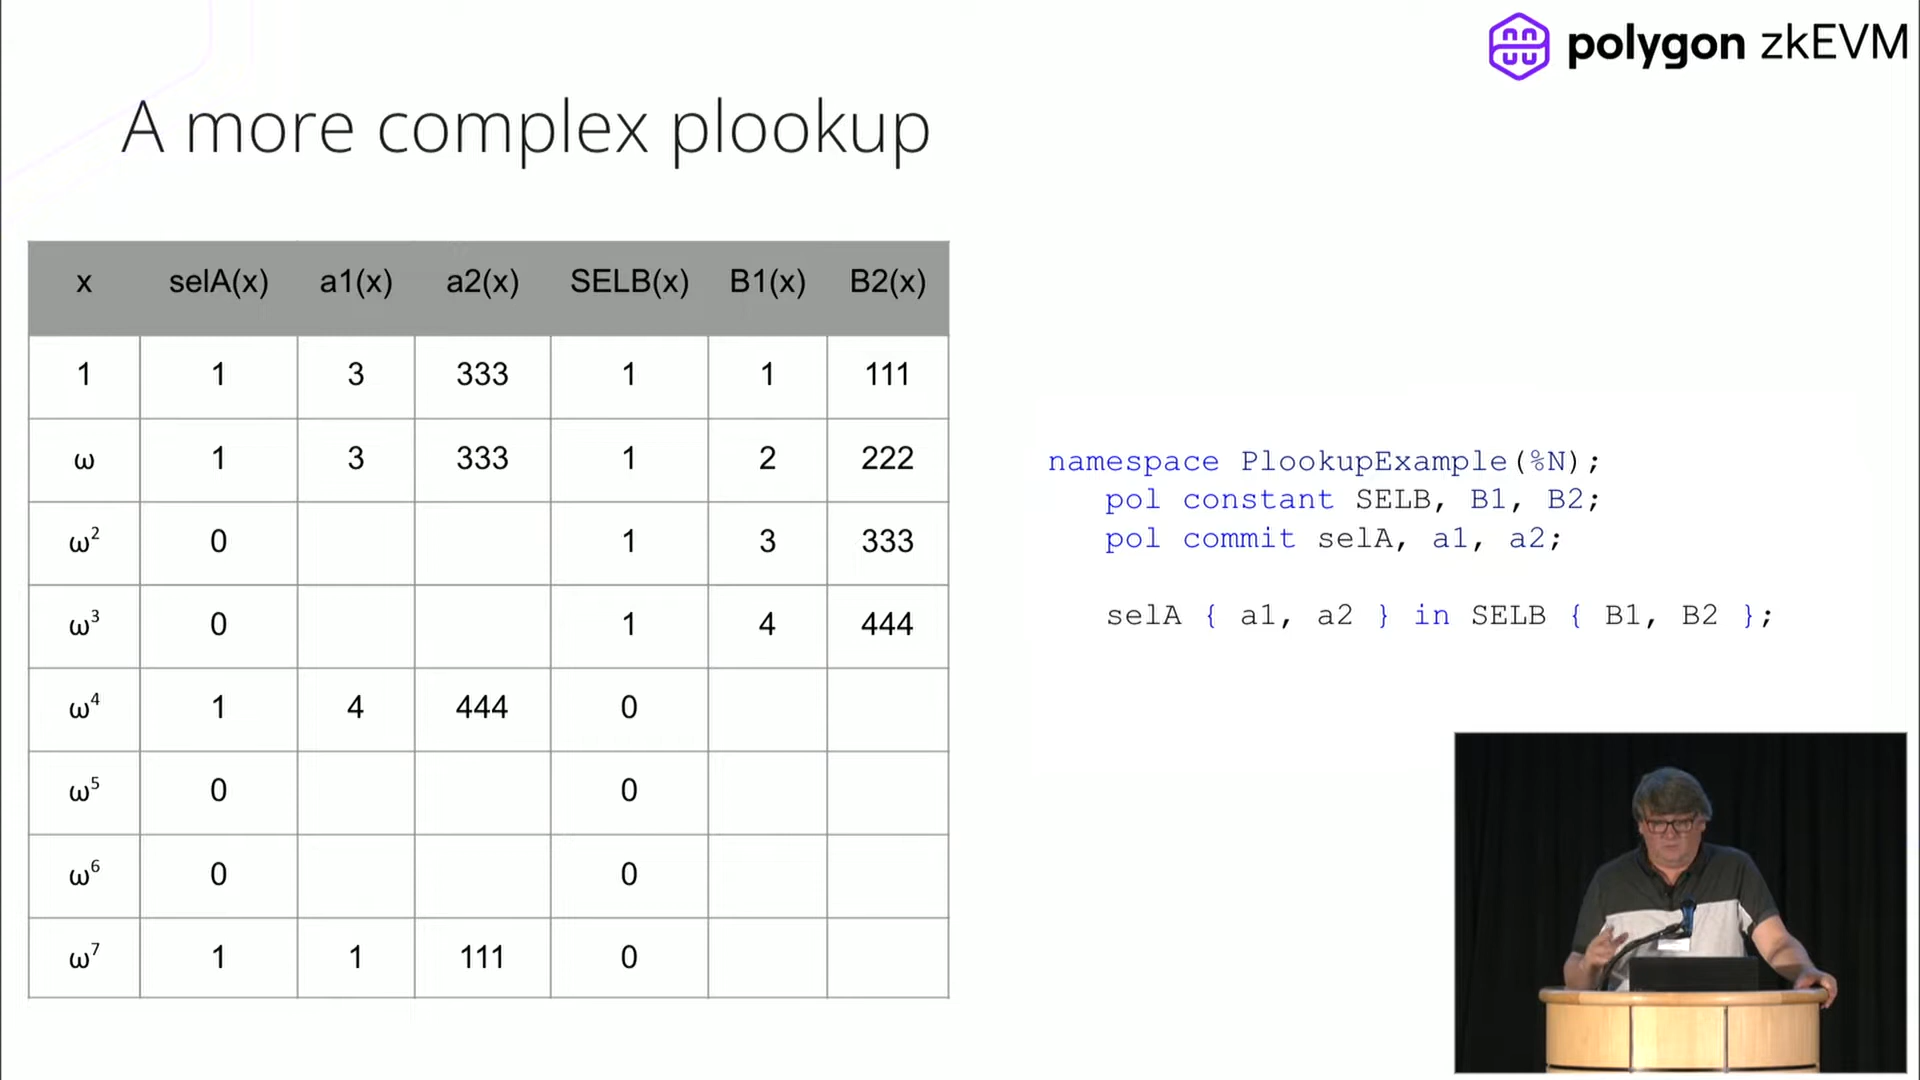 polygon zkEVM
A more complex plookup
x selA(x) a1(x) a2(x) SELB(x) B1(x) B2(x)
1 1 3 333 1 1 111
ω 1 3 333 1 2 222
ω² 0 1 3 333
ω³ 0 1 4 444
ω⁴ 1 4 444 0
ω⁵ 0 0
ω⁶ 0 0
ω⁷ 1 1 111 0
namespace PlookupExample(%N);
pol constant SELB, B1, B2;
pol commit selA, a1, a2;
selA { a1, a2 } in SELB { B1, B2 };